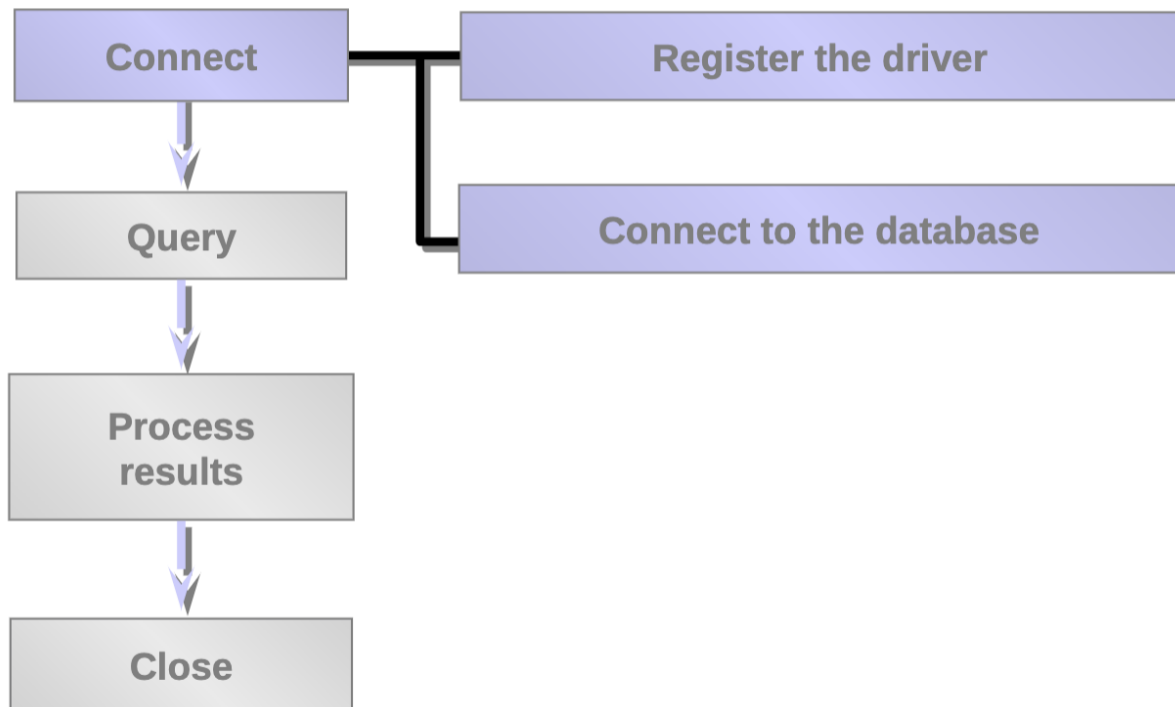 Connect
Register the driver
Query
Connect to the database
Process
results
Close